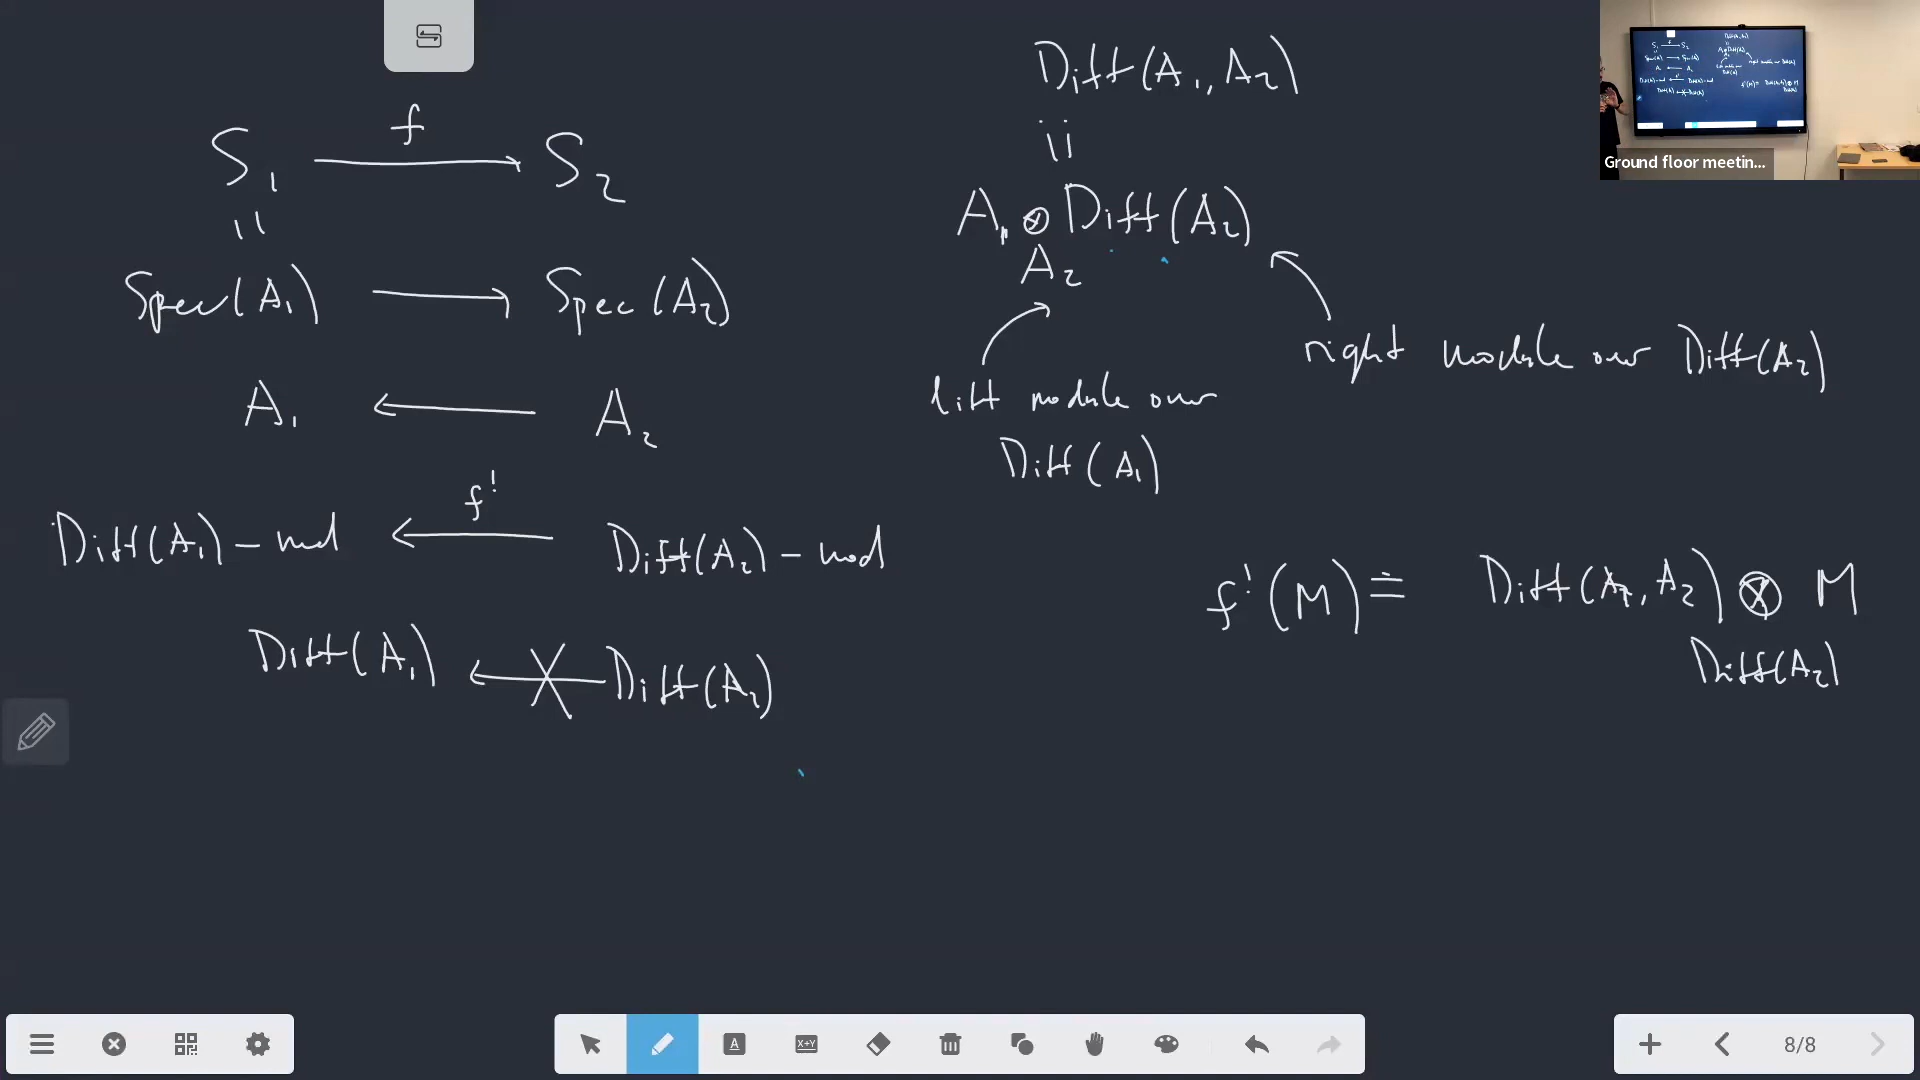 S₁ —f→ S₂
||
Spec(A₁) → Spec(A₂)
A₁ ← A₂
Diff(A₁)-mod ←f^!— Diff(A₂)-mod
Diff(A₁) ←X— Diff(A₂)
Diff(A₁, A₂)
¨||
A₁ ⊗ Diff(A₂)
A₂
left module over
Diff(A₁)
right module over Diff(A₂)
f^!(M) ≐ Diff(A₁, A₂) ⊗ M
Diff(A₂)
Ground floor meetin...
A
X+Y
8/8